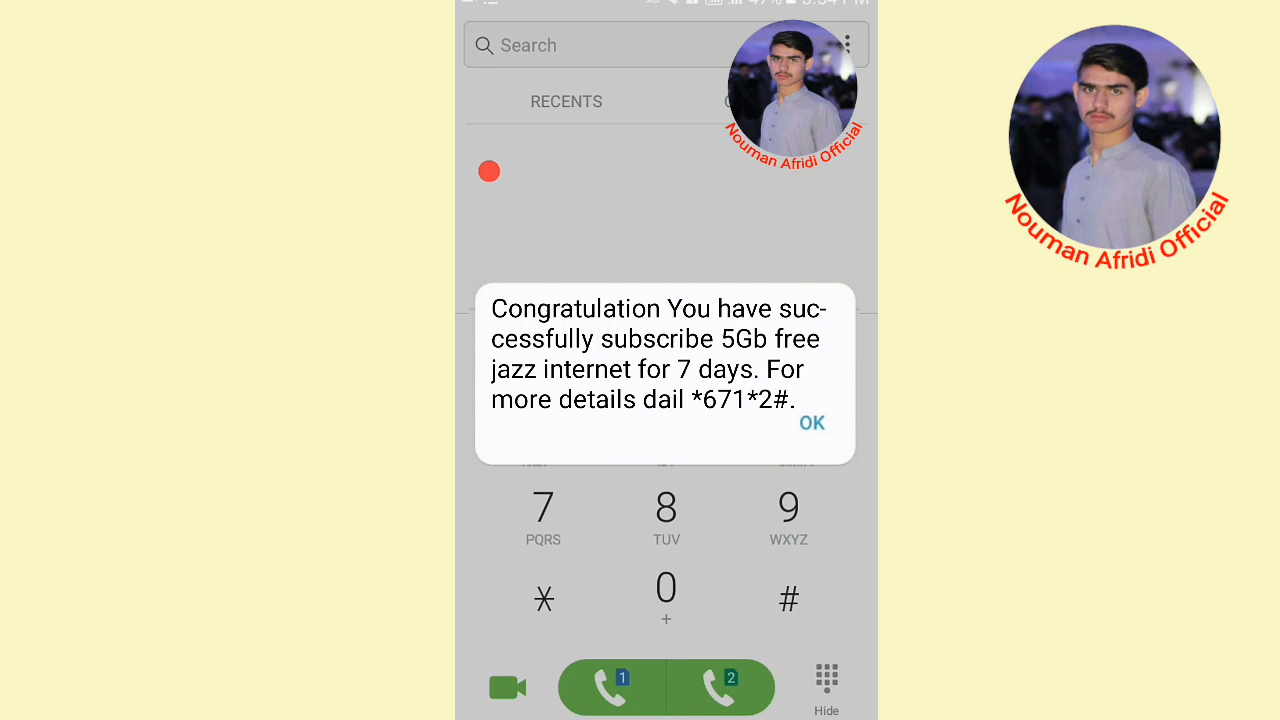 Search
RECENTS
Nouman Afridi Official
Nouman Afridi Official
Congratulation You have suc-
cessfully subscribe 5Gb free
jazz internet for 7 days. For
more details dail *671*2#.
OK
7 8 9
PQRS TUV WXYZ
* 0 #
+
1 2
Hide